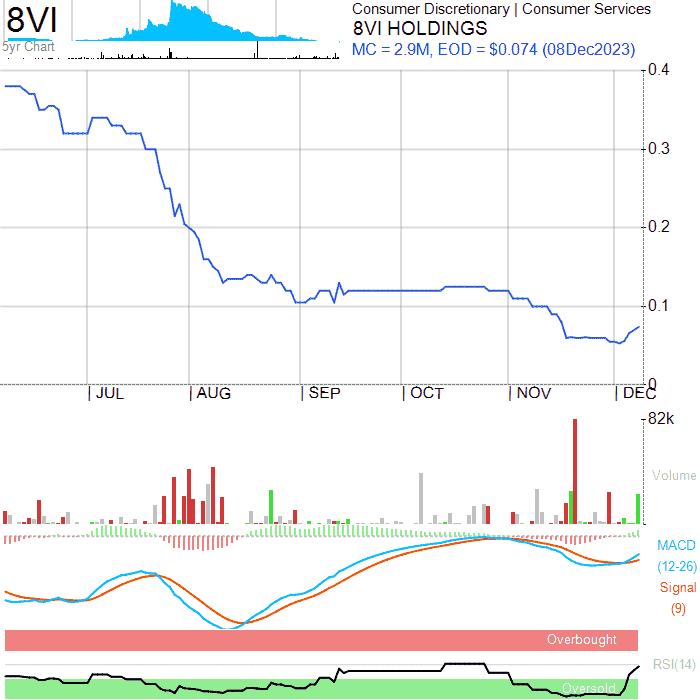 8VI
5yr Chart
Consumer Discretionary | Consumer Services
8VI HOLDINGS
MC = 2.9M, EOD = $0.074 (08Dec2023)
0.4
0.3
0.2
0.1
0
JUL AUG SEP OCT NOV DEC
82k
Volume
MACD
(12-26)
Signal
(9)
Overbought
RSI(14)
Oversold